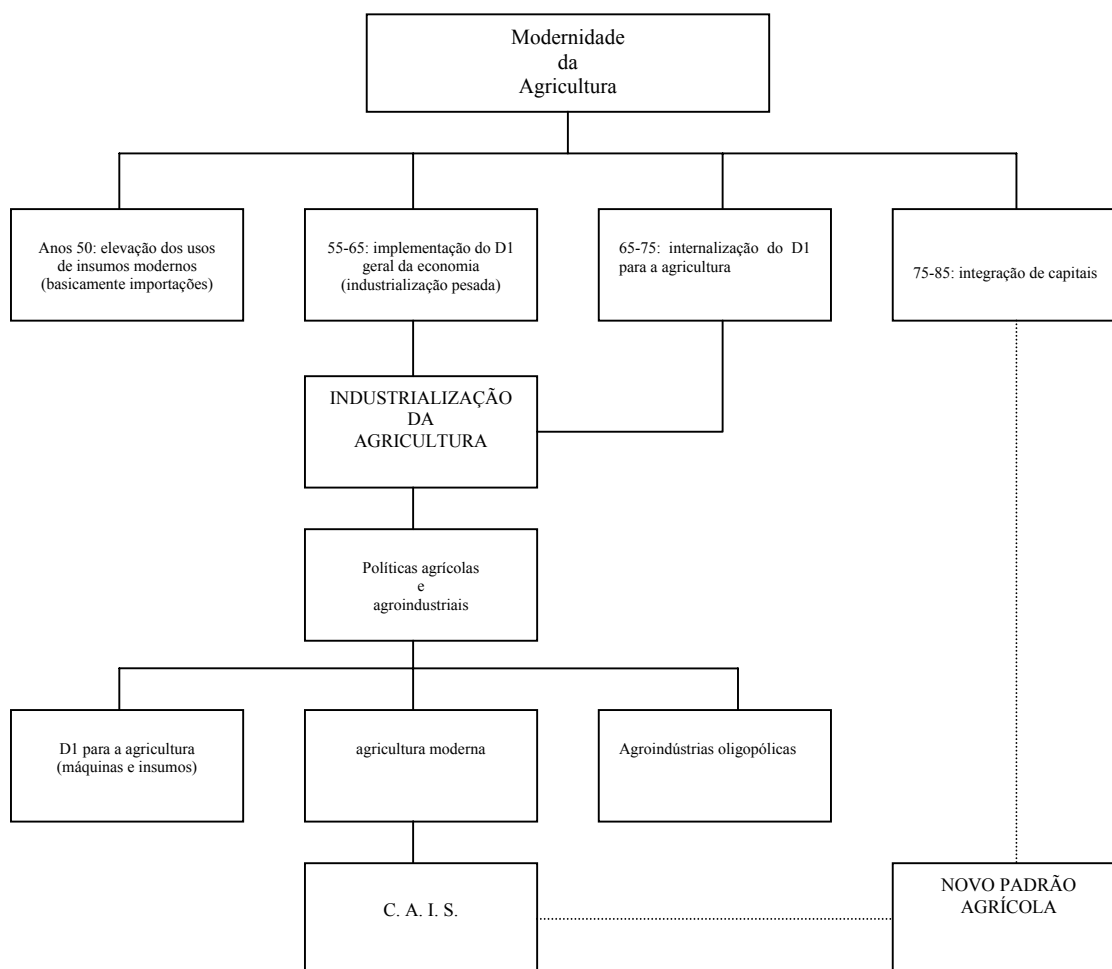 Modernidade
da
Agricultura
Anos 50: elevação dos usos
de insumos modernos
(basicamente importações)
55-65: implementação do D1
geral da economia
(industrialização pesada)
65-75: internalização do D1
para a agricultura
75-85: integração de capitais
INDUSTRIALIZAÇÃO
DA
AGRICULTURA
Políticas agrícolas
e
agroindustriais
D1 para a agricultura
(máquinas e insumos)
agricultura moderna
Agroindústrias oligopólicas
C. A. I. S.
NOVO PADRÃO
AGRÍCOLA